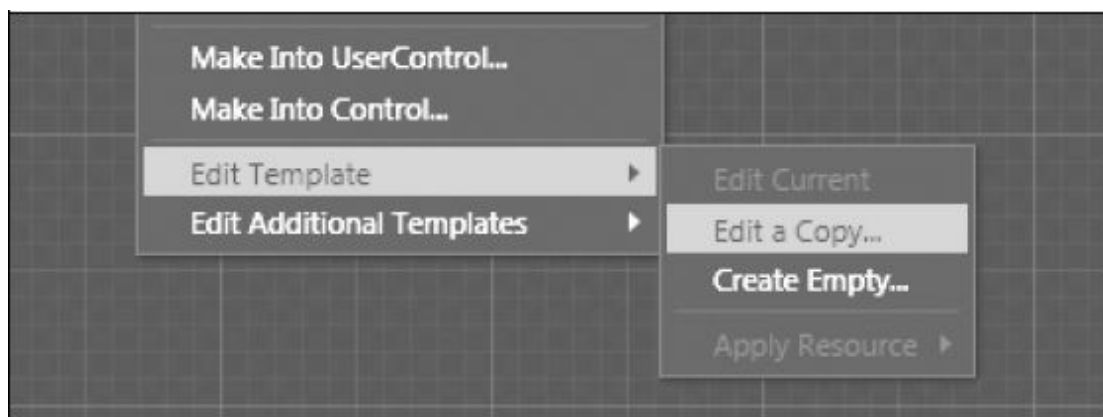 Make Into UserControl...
Make Into Control...
Edit Template
Edit Additional Templates
Edit Current
Edit a Copy...
Create Empty...
Apply Resource